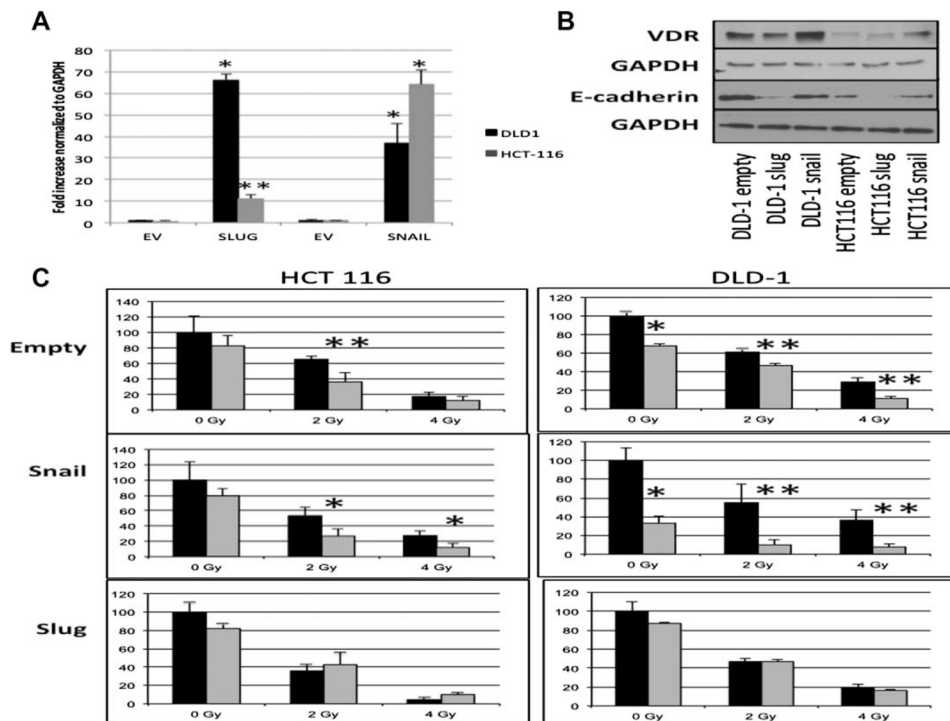 A
Fold increase normalized to GAPDH
80
70
60
50
40
30
20
10
0
*
* *
*
*
EV
SLUG
EV
SNAIL
DLD1
HCT-116
B
VDR
GAPDH
E-cadherin
GAPDH
DLD-1 empty
DLD-1 slug
DLD-1 snail
HCT116 empty
HCT116 slug
HCT116 snail
C
HCT 116
DLD-1
Empty
140
120
100
80
60
40
20
0
* *
0 Gy
2 Gy
4 Gy
120
100
80
60
40
20
0
*
* *
* *
0 Gy
2 Gy
4 Gy
Snail
140
120
100
80
60
40
20
0
*
*
0 Gy
2 Gy
4 Gy
120
100
80
60
40
20
0
*
* *
* *
0 Gy
2 Gy
4 Gy
Slug
120
100
80
60
40
20
0
0 Gy
2 Gy
4 Gy
120
100
80
60
40
20
0
0 Gy
2 Gy
4 Gy